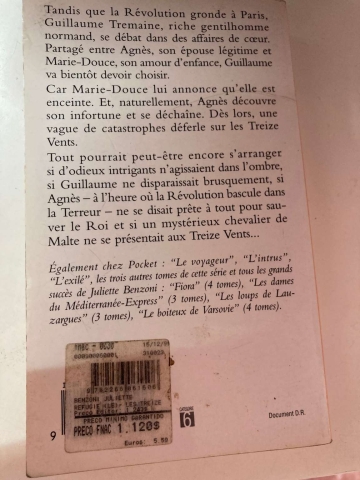 Tandis que la Révolution gronde à Paris,
Guillaume Tremaine, riche gentilhomme
normand, se débat dans des affaires de cœur.
Partagé entre Agnès, son épouse légitime et
Marie-Douce, son amour d'enfance, Guillaume
va bientôt devoir choisir.
Car Marie-Douce lui annonce qu'elle est
enceinte. Et, naturellement, Agnès découvre
son infortune et se déchaîne. Dès lors, une
vague de catastrophes déferle sur les Treize
Vents.
Tout pourrait peut-être encore s'arranger
si d'odieux intrigants n'agissaient dans l'ombre,
si Guillaume ne disparaissait brusquement, si
Agnès – à l'heure où la Révolution bascule dans
la Terreur – ne se disait prête à tout pour sau-
ver le Roi et si un mystérieux chevalier de
Malte ne se présentait aux Treize Vents...
Également chez Pocket : "Le voyageur", "L'intrus",
"L'exilé", les trois autres tomes de cette série et tous les grands
succès de Juliette Benzoni : "Fiora" (4 tomes), "Les dames
du Méditerranée-Express" (3 tomes), "Les loups de Lau-
zargues" (3 tomes), "Le boiteux de Varsovie" (4 tomes).
BENZONI JULIETTE
PRECO MINIMO GARANTIDO
PRECO FNAC 1.120$
Euros: 5.59
9
CATÉGORIE
6
Document D.R.